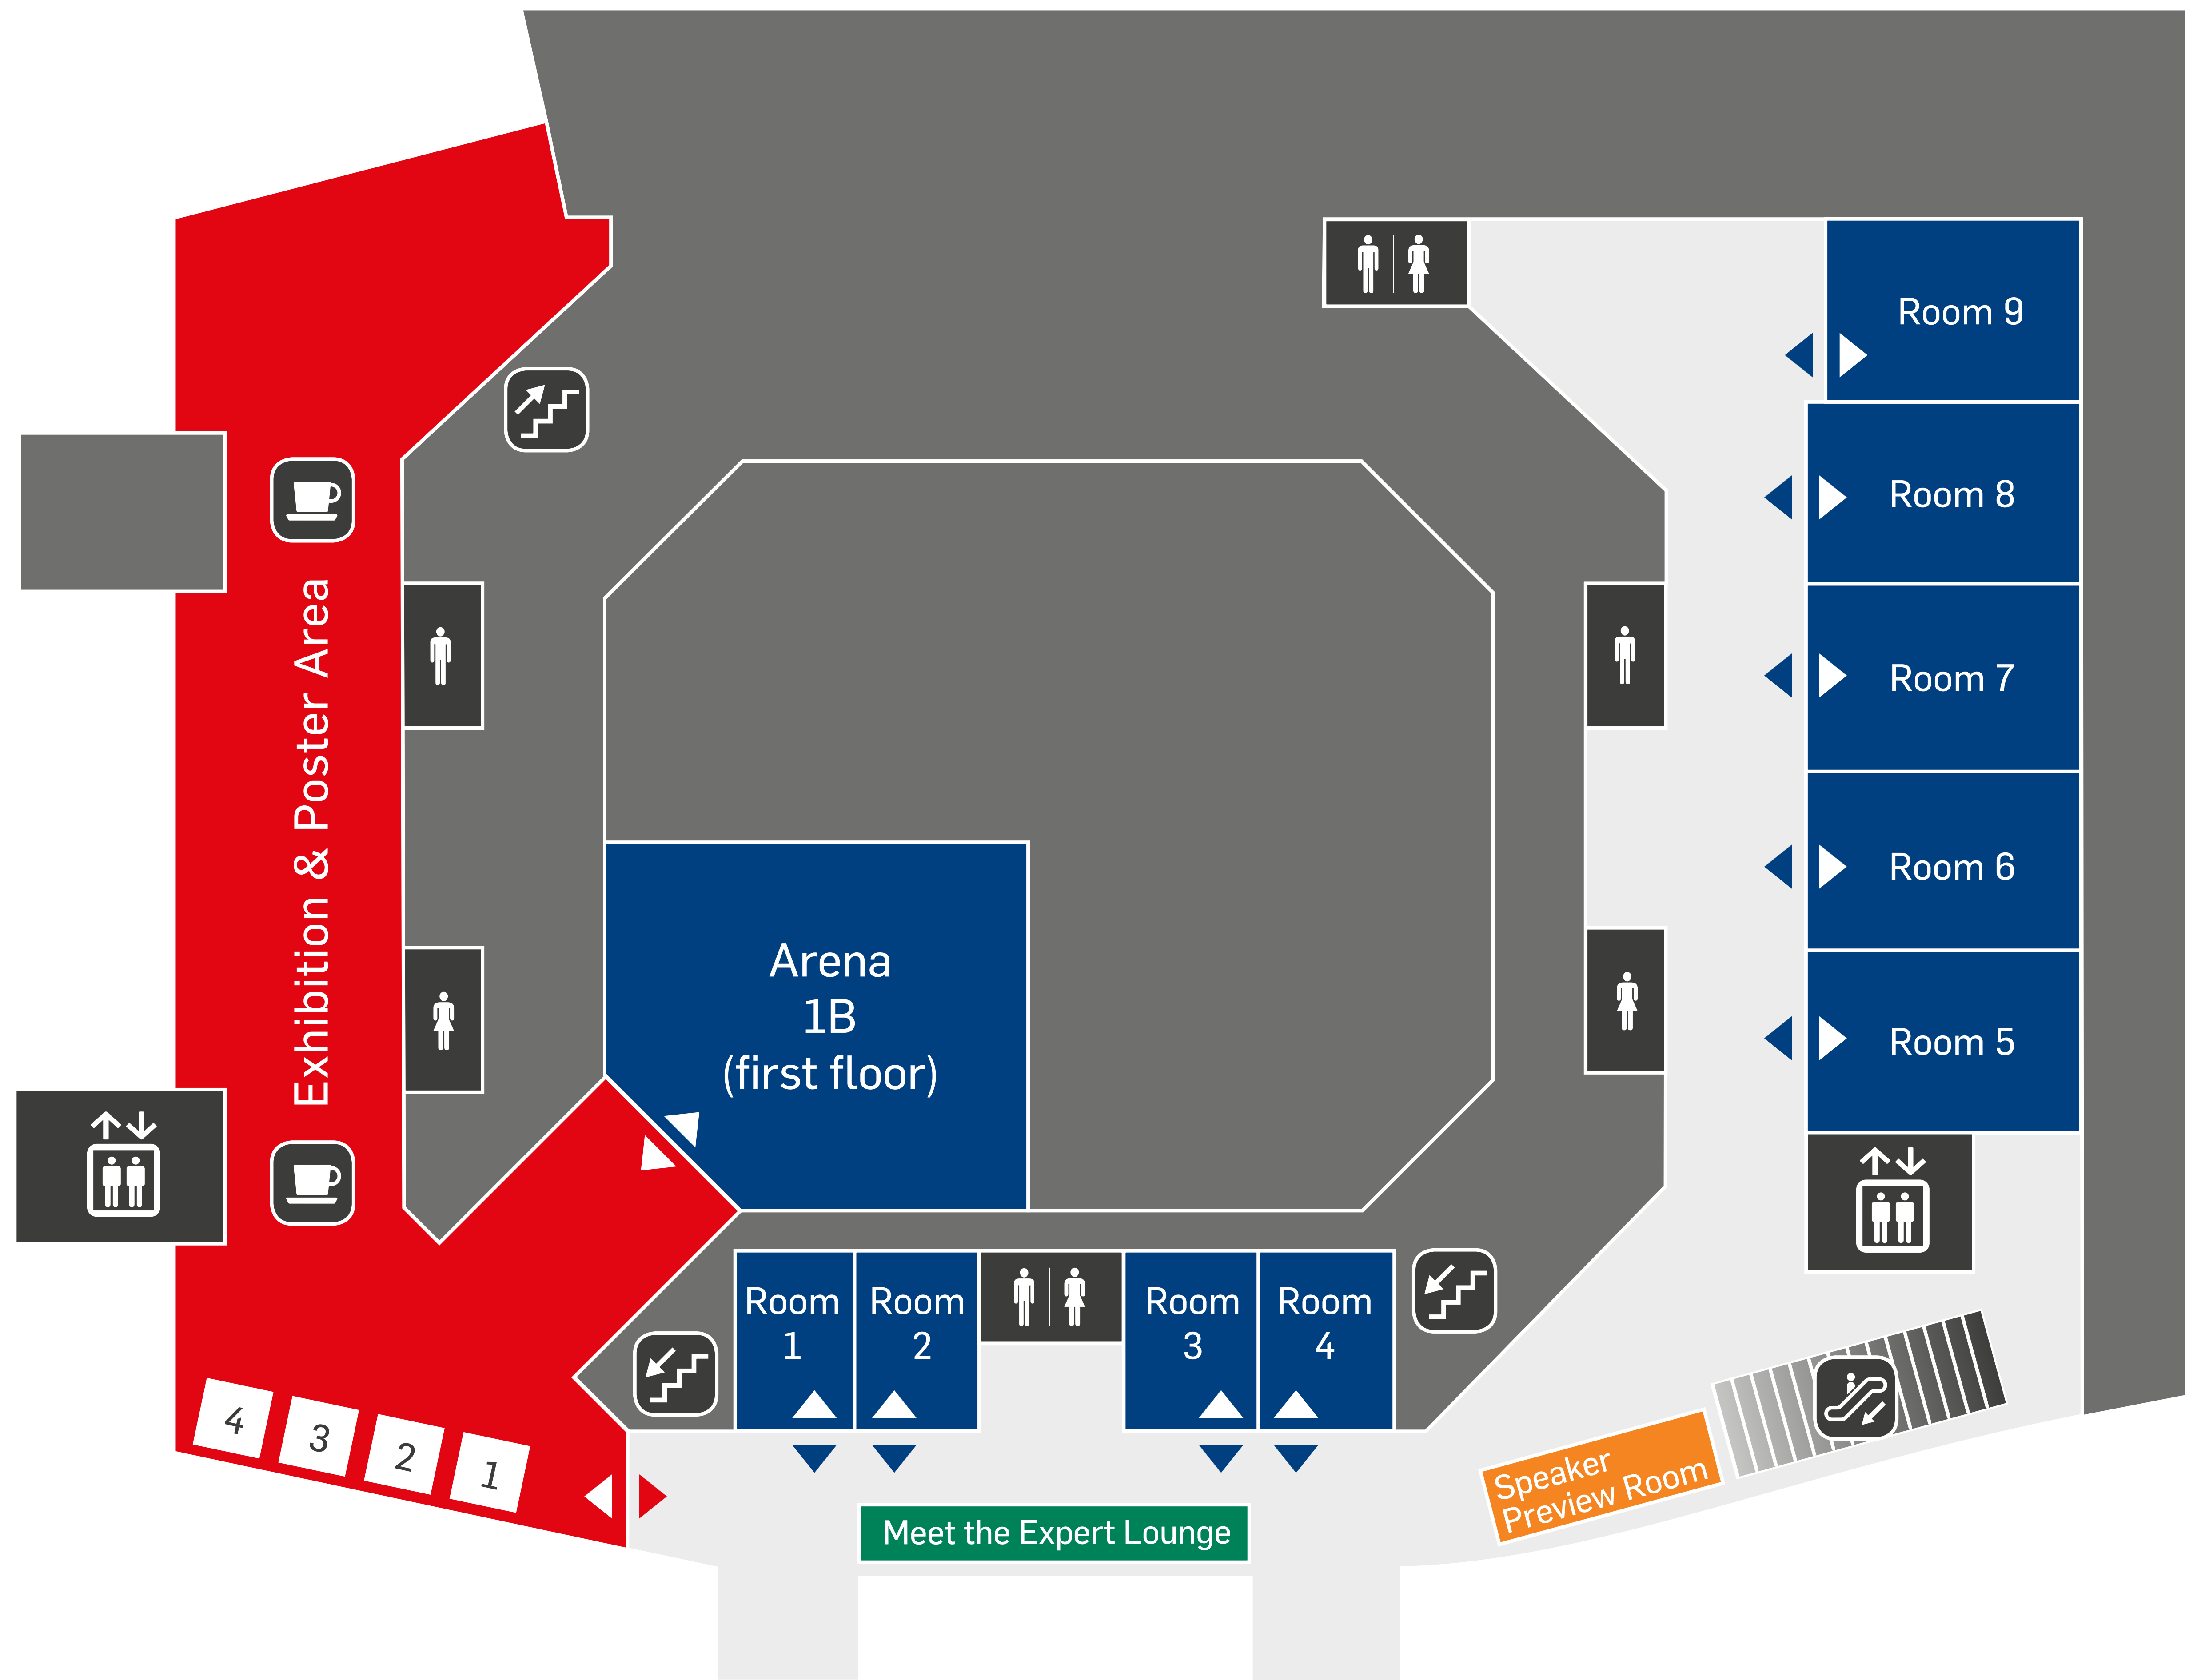 Room 9
Room 8
Room 7
Room 6
Room 5
Exhibition & Poster Area
Arena
1B
(first floor)
Room
1
Room
2
Room
3
Room
4
4
3
2
1
Speaker
Preview Room
Meet the Expert Lounge